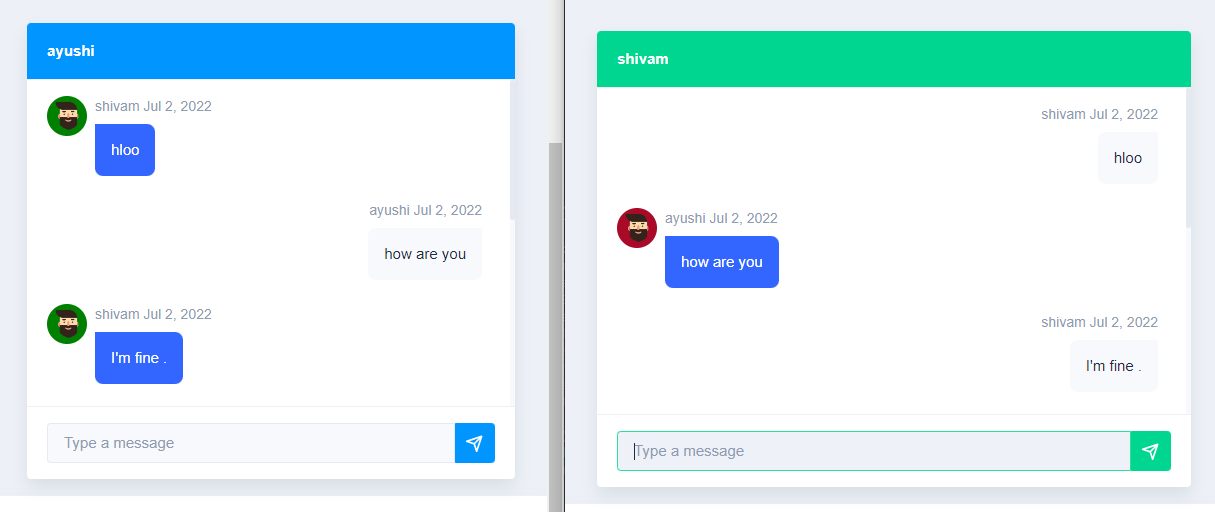 ayushi
shivam Jul 2, 2022
hloo
ayushi Jul 2, 2022
how are you
shivam Jul 2, 2022
I'm fine .
Type a message
shivam
shivam Jul 2, 2022
hloo
ayushi Jul 2, 2022
how are you
shivam Jul 2, 2022
I'm fine .
Type a message